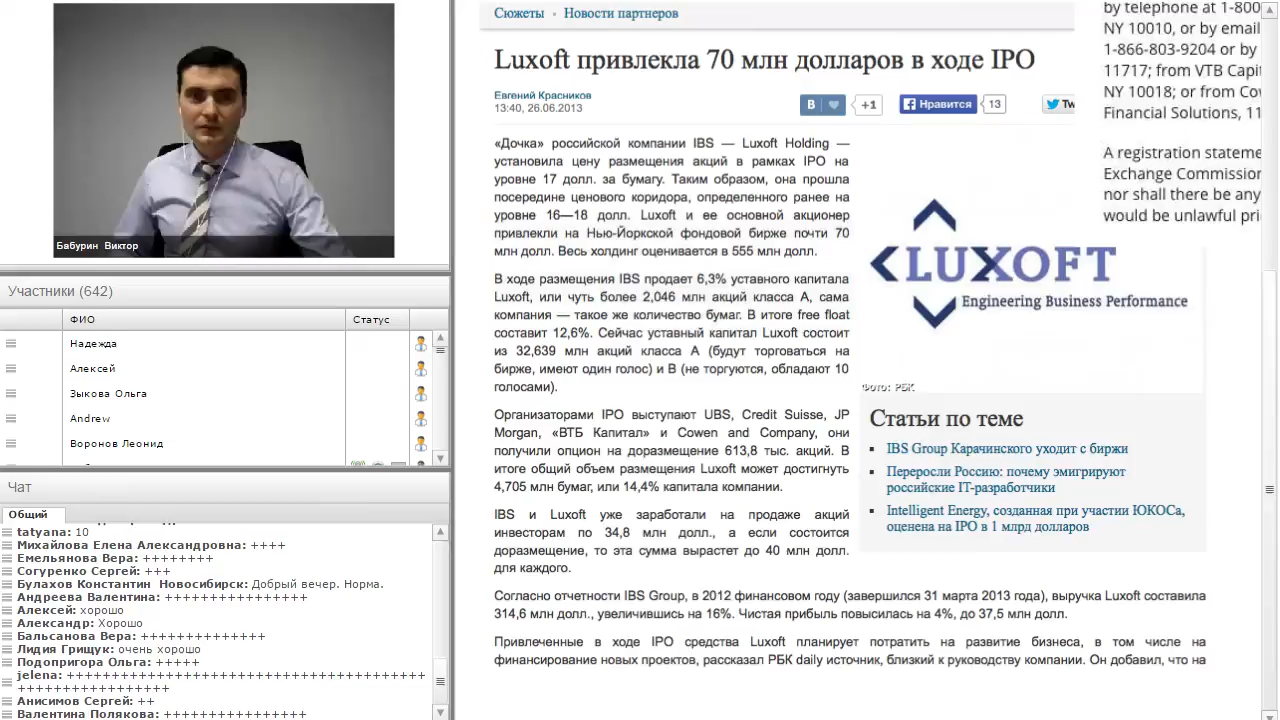 Бабурин Виктор
Участники (642)
ФИО
Статус
Надежда
Алексей
Зыкова Ольга
Andrew
Воронов Леонид
Чат
Общий
tatyana: 10
Михайлова Елена Александровна: ++++
Емельянова Вера: ++++++++
Согуренко Сергей: +++
Булахов Константин Новосибирск: Добрый вечер. Норма.
Андреева Валентина: ++++++++++++++++
Алексей: хорошо
Александр: Хорошо
Бальсанова Вера: ++++++++++++++
Лидия Грищук: очень хорошо
Подопригора Ольга: +++++
jelena: ++++++++++++++++++++++++++++++++++++++++
+++++++++++++++++
Анисимов Сергей: ++
Валентина Полякова: ++++++++++++++++
Сюжеты • Новости партнеров
Luxoft привлекла 70 млн долларов в ходе IPO
Евгений Красников
13:40, 26.06.2013
В
+1
Нравится
13
Tw
«Дочка» российской компании IBS — Luxoft Holding —
установила цену размещения акций в рамках IPO на
уровне 17 долл. за бумагу. Таким образом, она прошла
посередине ценового коридора, определенного ранее на
уровне 16—18 долл. Luxoft и ее основной акционер
привлекли на Нью-Йоркской фондовой бирже почти 70
млн долл. Весь холдинг оценивается в 555 млн долл.
В ходе размещения IBS продает 6,3% уставного капитала
Luxoft, или чуть более 2,046 млн акций класса А, сама
компания — такое же количество бумаг. В итоге free float
составит 12,6%. Сейчас уставный капитал Luxoft состоит
из 32,639 млн акций класса А (будут торговаться на
бирже, имеют один голос) и В (не торгуются, обладают 10
голосами).
Организаторами IPO выступают UBS, Credit Suisse, JP
Morgan, «ВТБ Капитал» и Cowen and Company, они
получили опцион на доразмещение 613,8 тыс. акций. В
итоге общий объем размещения Luxoft может достигнуть
4,705 млн бумаг, или 14,4% капитала компании.
IBS и Luxoft уже заработали на продаже акций
инвесторам по 34,8 млн долл., а если состоится
доразмещение, то эта сумма вырастет до 40 млн долл.
для каждого.
Согласно отчетности IBS Group, в 2012 финансовом году (завершился 31 марта 2013 года), выручка Luxoft составила
314,6 млн долл., увеличившись на 16%. Чистая прибыль повысилась на 4%, до 37,5 млн долл.
Привлеченные в ходе IPO средства Luxoft планирует потратить на развитие бизнеса, в том числе на
финансирование новых проектов, рассказал РБК daily источник, близкий к руководству компании. Он добавил, что на
LUXOFT
Engineering Business Performance
Фото: РБК
Статьи по теме
IBS Group Карачинского уходит с биржи
Переросли Россию: почему эмигрируют
российские IT-разработчики
Intelligent Energy, созданная при участии ЮКОСа,
оценена на IPO в 1 млрд долларов
by telephone at 1-800
NY 10010, or by email
1-866-803-9204 or by
11717; from VTB Capi
NY 10018; or from Cow
Financial Solutions, 11
A registration stateme
Exchange Commission
nor shall there be any
would be unlawful pri